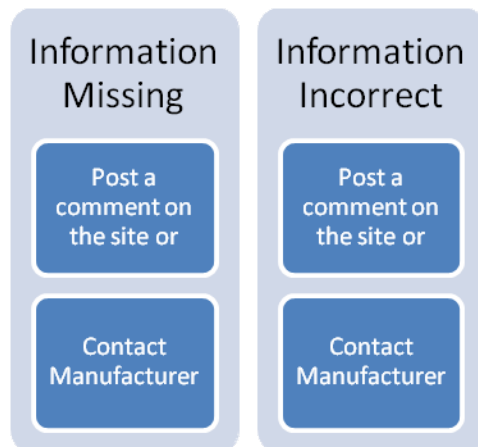 Information
Missing
Post a
comment on
the site or
Contact
Manufacturer
Information
Incorrect
Post a
comment on
the site or
Contact
Manufacturer